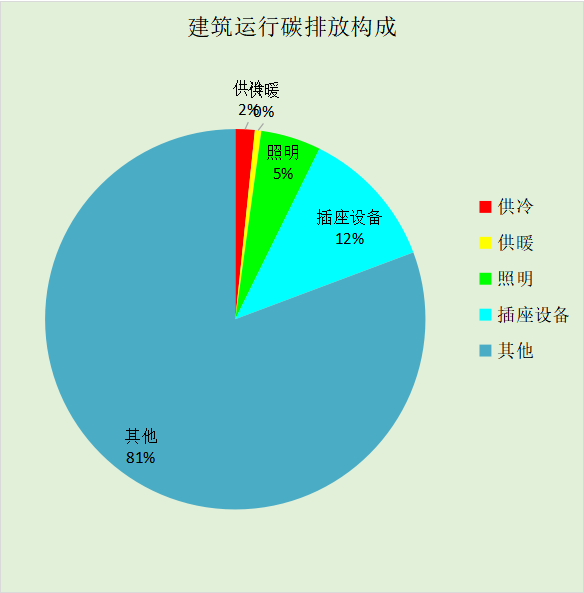 建筑运行碳排放构成
供冷
2%
供暖
0%
照明
5%
插座设备
12%
其他
81%
供冷
供暖
照明
插座设备
其他